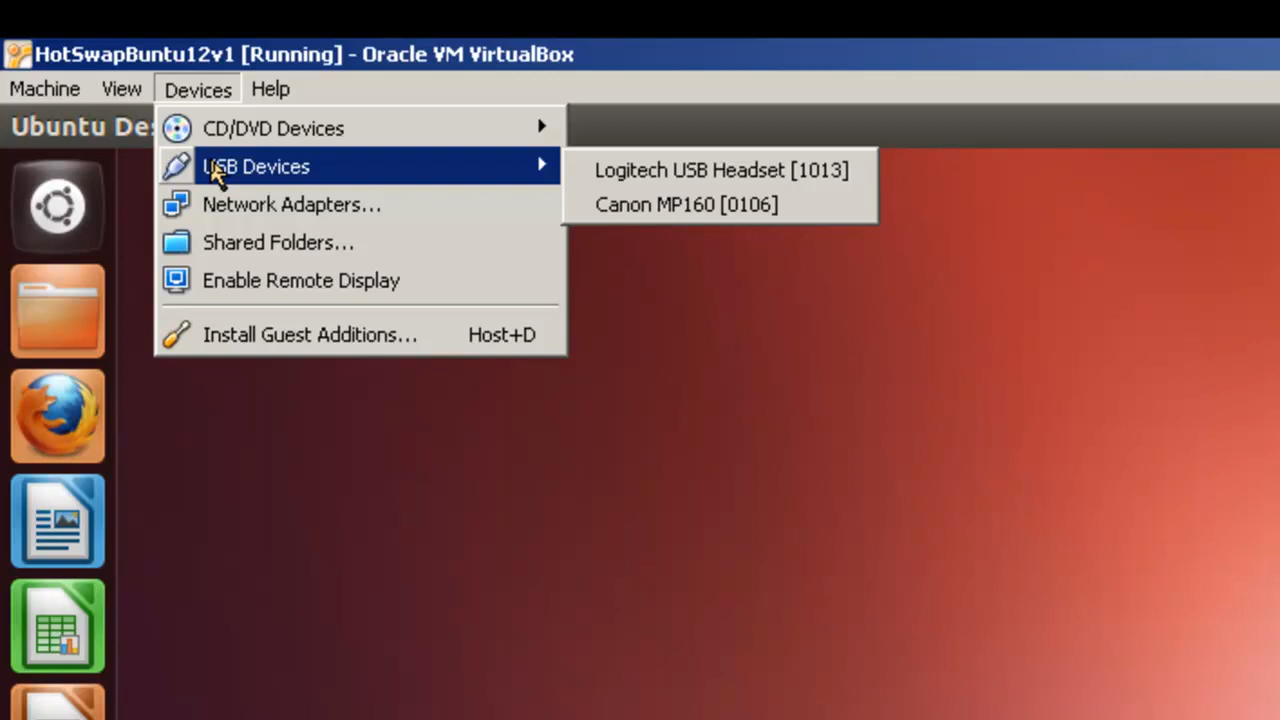 HotSwapBuntu12v1 [Running] - Oracle VM VirtualBox
Machine View Devices Help
Ubuntu Des
CD/DVD Devices
USB Devices
Logitech USB Headset [1013]
Canon MP160 [0106]
Network Adapters...
Shared Folders...
Enable Remote Display
Install Guest Additions... Host+D